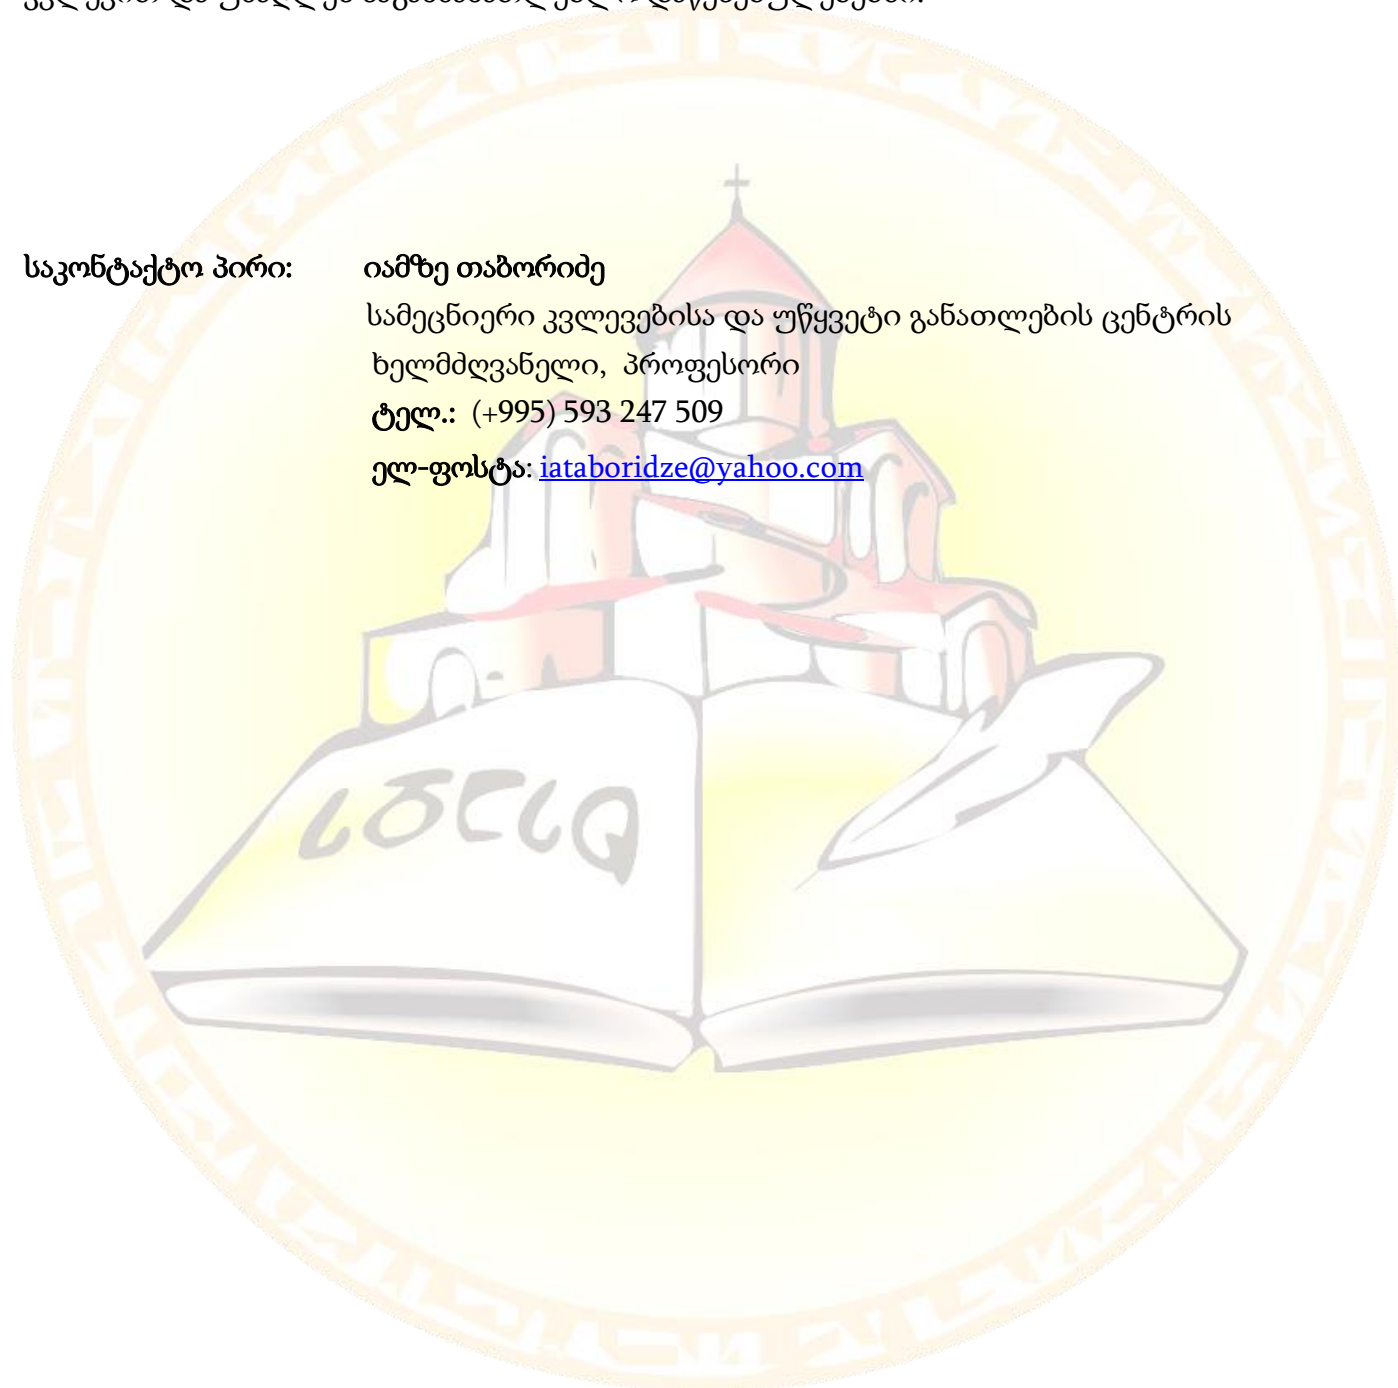 საკონტაქტო პირი: იამზე თაბორიძე
სამეცნიერო კვლევებისა და უწყვეტი განათლების ცენტრის
ხელმძღვანელი, პროფესორი
ტელ.: (+995) 593 247 509
ელ-ფოსტა: iataboridze@yahoo.com